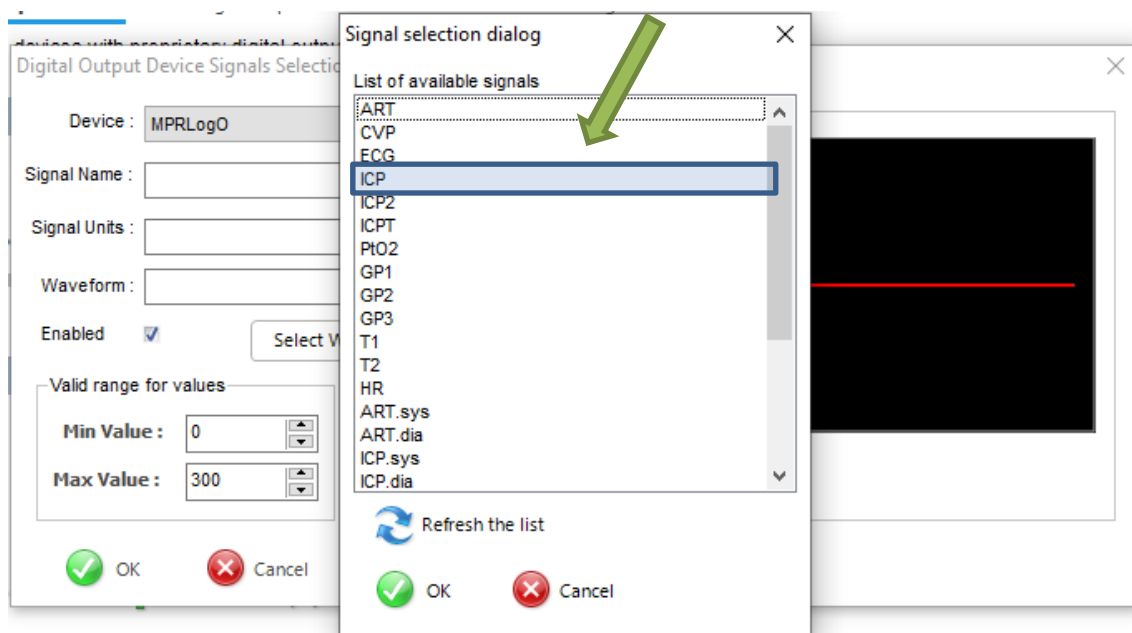 devices with proprietary digital outpu
Digital Output Device Signals Selectio
Device :
MPRLogO
Signal Name :
Signal Units :
Waveform :
Enabled
Select W
Valid range for values
Min Value :
0
Max Value :
300
OK
Cancel
Signal selection dialog
List of available signals
ART
CVP
ECG
ICP
ICP2
ICPT
PtO2
GP1
GP2
GP3
T1
T2
HR
ART.sys
ART.dia
ICP.sys
ICP.dia
Refresh the list
OK
Cancel